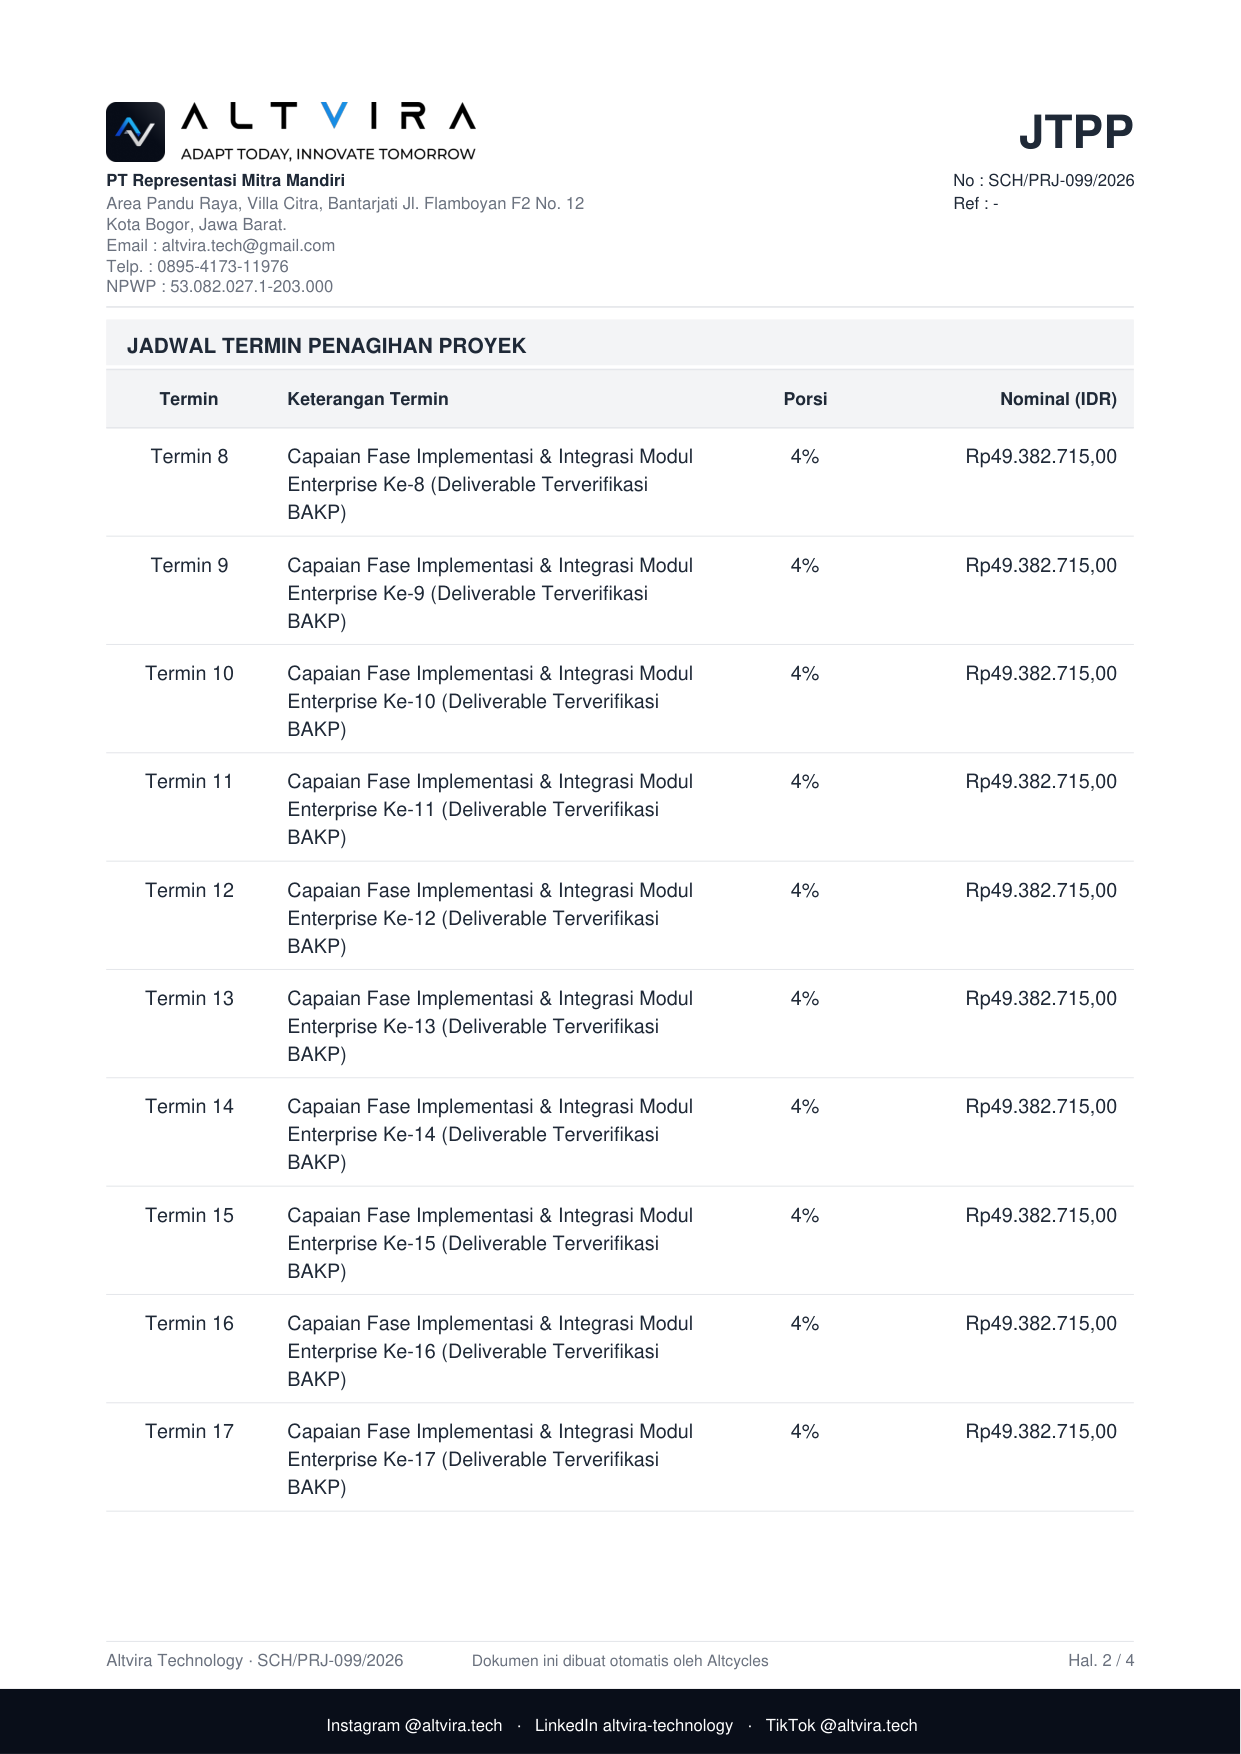 ALTVIRA
ADAPT TODAY, INNOVATE TOMORROW
JTPP
PT Representasi Mitra Mandiri
Area Pandu Raya, Villa Citra, Bantarjati Jl. Flamboyan F2 No. 12
Kota Bogor, Jawa Barat.
Email : altvira.tech@gmail.com
Telp. : 0895-4173-11976
NPWP : 53.082.027.1-203.000
No : SCH/PRJ-099/2026
Ref : -
JADWAL TERMIN PENAGIHAN PROYEK
Termin Keterangan Termin Porsi Nominal (IDR)
Termin 8 Capaian Fase Implementasi & Integrasi Modul 4% Rp49.382.715,00
Enterprise Ke-8 (Deliverable Terverifikasi
BAKP)
Termin 9 Capaian Fase Implementasi & Integrasi Modul 4% Rp49.382.715,00
Enterprise Ke-9 (Deliverable Terverifikasi
BAKP)
Termin 10 Capaian Fase Implementasi & Integrasi Modul 4% Rp49.382.715,00
Enterprise Ke-10 (Deliverable Terverifikasi
BAKP)
Termin 11 Capaian Fase Implementasi & Integrasi Modul 4% Rp49.382.715,00
Enterprise Ke-11 (Deliverable Terverifikasi
BAKP)
Termin 12 Capaian Fase Implementasi & Integrasi Modul 4% Rp49.382.715,00
Enterprise Ke-12 (Deliverable Terverifikasi
BAKP)
Termin 13 Capaian Fase Implementasi & Integrasi Modul 4% Rp49.382.715,00
Enterprise Ke-13 (Deliverable Terverifikasi
BAKP)
Termin 14 Capaian Fase Implementasi & Integrasi Modul 4% Rp49.382.715,00
Enterprise Ke-14 (Deliverable Terverifikasi
BAKP)
Termin 15 Capaian Fase Implementasi & Integrasi Modul 4% Rp49.382.715,00
Enterprise Ke-15 (Deliverable Terverifikasi
BAKP)
Termin 16 Capaian Fase Implementasi & Integrasi Modul 4% Rp49.382.715,00
Enterprise Ke-16 (Deliverable Terverifikasi
BAKP)
Termin 17 Capaian Fase Implementasi & Integrasi Modul 4% Rp49.382.715,00
Enterprise Ke-17 (Deliverable Terverifikasi
BAKP)
Altvira Technology · SCH/PRJ-099/2026 Dokumen ini dibuat otomatis oleh Altcycles Hal. 2 / 4
Instagram @altvira.tech · LinkedIn altvira-technology · TikTok @altvira.tech